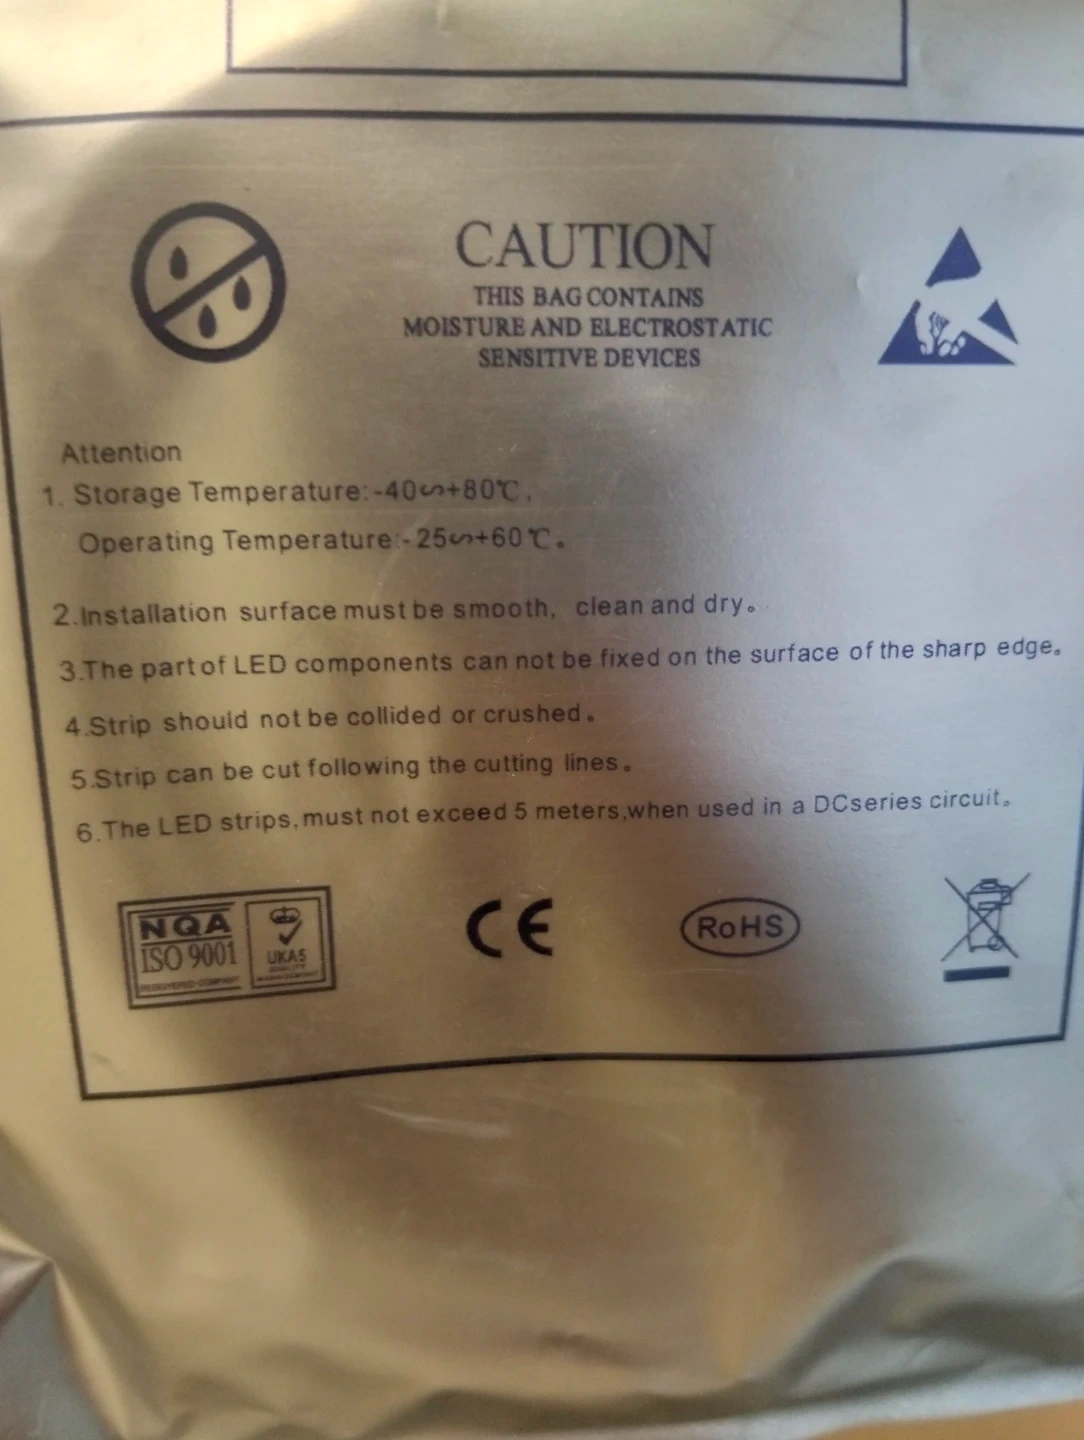 CAUTION
THIS BAG CONTAINS
MOISTURE AND ELECTROSTATIC
SENSITIVE DEVICES
Attention
1. Storage Temperature:-40∽+80℃,
Operating Temperature:-25∽+60℃。
2.Installation surface must be smooth, clean and dry。
3.The part of LED components can not be fixed on the surface of the sharp edge。
4.Strip should not be collided or crushed。
5.Strip can be cut following the cutting lines。
6.The LED strips,must not exceed 5 meters,when used in a DCseries circuit。
NQA
ISO 9001
UKAS
CE
RoHS